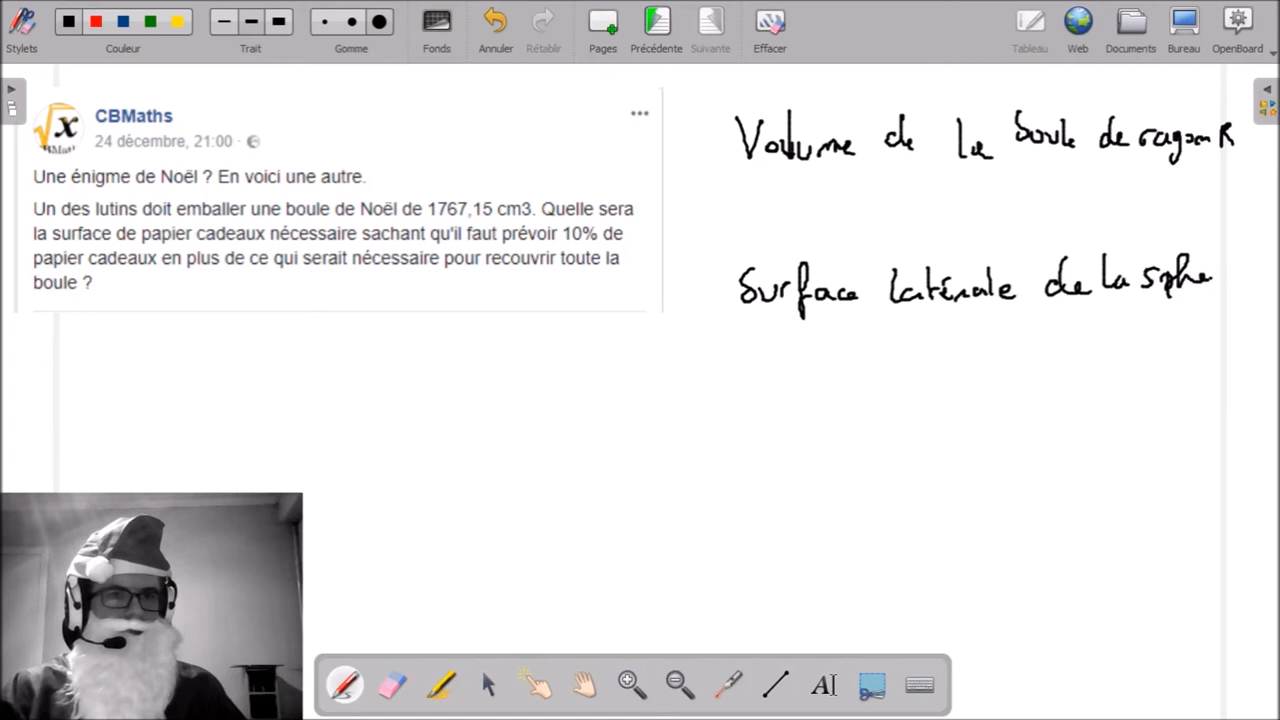 Stylets
Couleur
Trait
Gomme
Fonds
Annuler
Rétablir
Pages
Précédente
Suivante
Effacer
Tableau
Web
Documents
Bureau
OpenBoard
CBMaths
24 décembre, 21:00
Une énigme de Noël ? En voici une autre.
Un des lutins doit emballer une boule de Noël de 1767,15 cm3. Quelle sera
la surface de papier cadeaux nécessaire sachant qu'il faut prévoir 10% de
papier cadeaux en plus de ce qui serait nécessaire pour recouvrir toute la
boule ?
Volume de la boule de rayon R
Surface latérale de la sphe